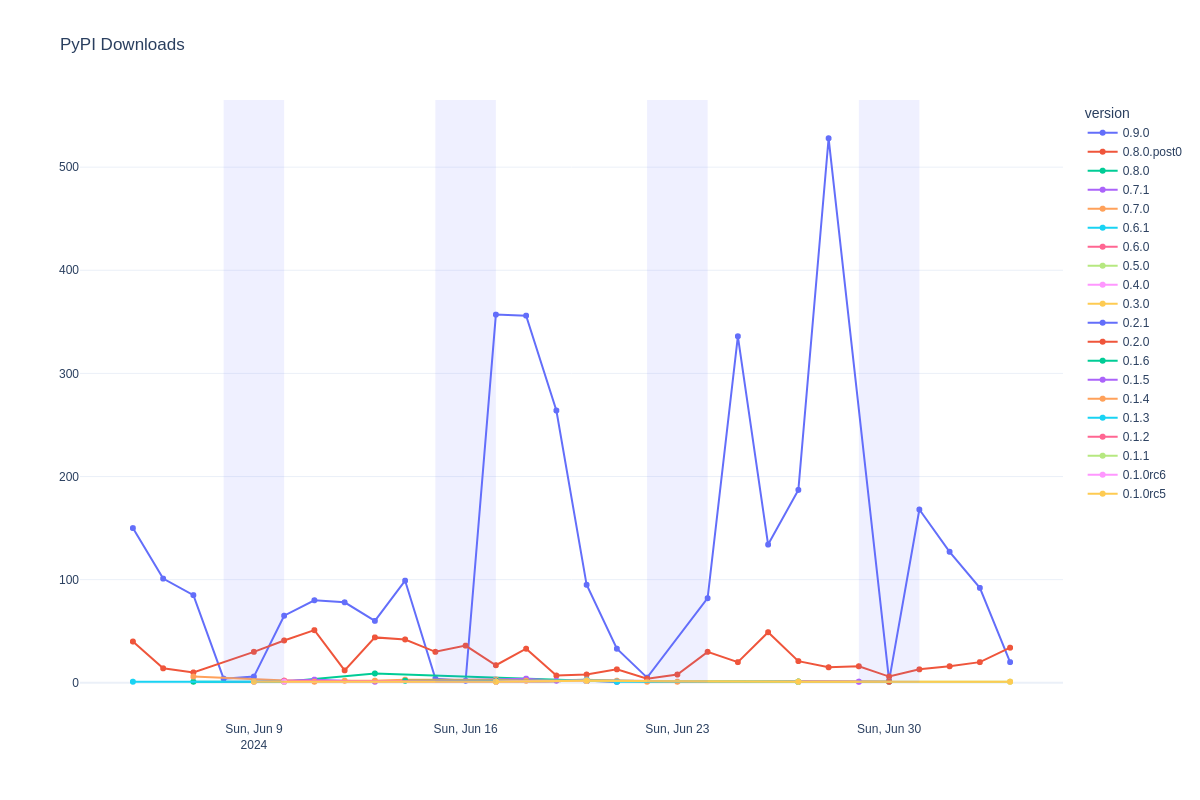 PyPI Downloads
500
400
300
200
100
0
Sun, Jun 9
2024
Sun, Jun 16
Sun, Jun 23
Sun, Jun 30
version
0.9.0
0.8.0.post0
0.8.0
0.7.1
0.7.0
0.6.1
0.6.0
0.5.0
0.4.0
0.3.0
0.2.1
0.2.0
0.1.6
0.1.5
0.1.4
0.1.3
0.1.2
0.1.1
0.1.0rc6
0.1.0rc5